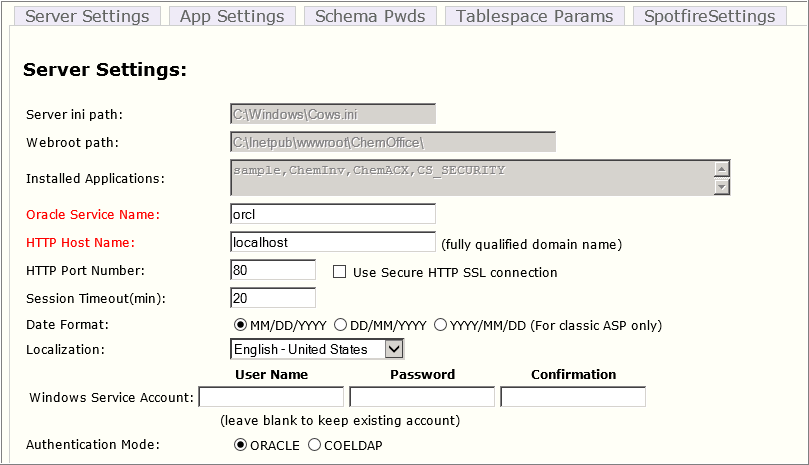 Server Settings App Settings Schema Pwds Tablespace Params SpotfireSettings
Server Settings:
Server ini path: C:\Windows\Cows.ini
Webroot path: C:\Inetpub\wwwroot\ChemOffice\
Installed Applications: sample,ChemInv,ChemACX,CS_SECURITY
Oracle Service Name: orcl
HTTP Host Name: localhost (fully qualified domain name)
HTTP Port Number: 80 Use Secure HTTP SSL connection
Session Timeout(min): 20
Date Format: MM/DD/YYYY DD/MM/YYYY YYYY/MM/DD (For classic ASP only)
Localization: English - United States
User Name Password Confirmation
Windows Service Account:
(leave blank to keep existing account)
Authentication Mode: ORACLE COELDAP